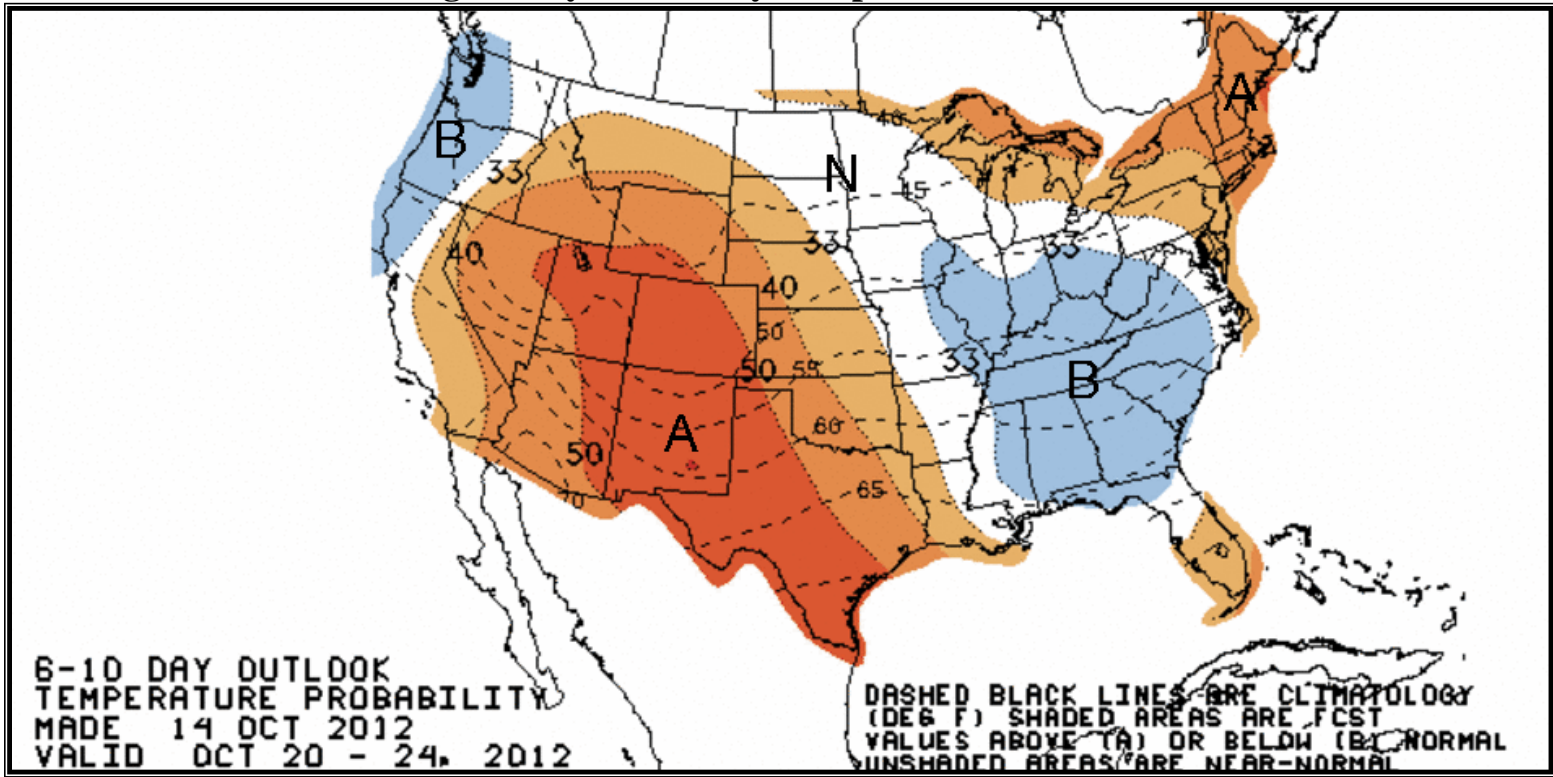 B
A
N
33
40
45
40
33
33
40
50
50 55
33
B
A
60
50
65
70
6-10 DAY OUTLOOK
TEMPERATURE PROBABILITY
MADE 14 OCT 2012
VALID OCT 20 - 24, 2012
DASHED BLACK LINES ARE CLIMATOLOGY
(DEG F) SHADED AREAS ARE FCST
VALUES ABOVE (A) OR BELOW (B) NORMAL
UNSHADED AREAS ARE NEAR-NORMAL